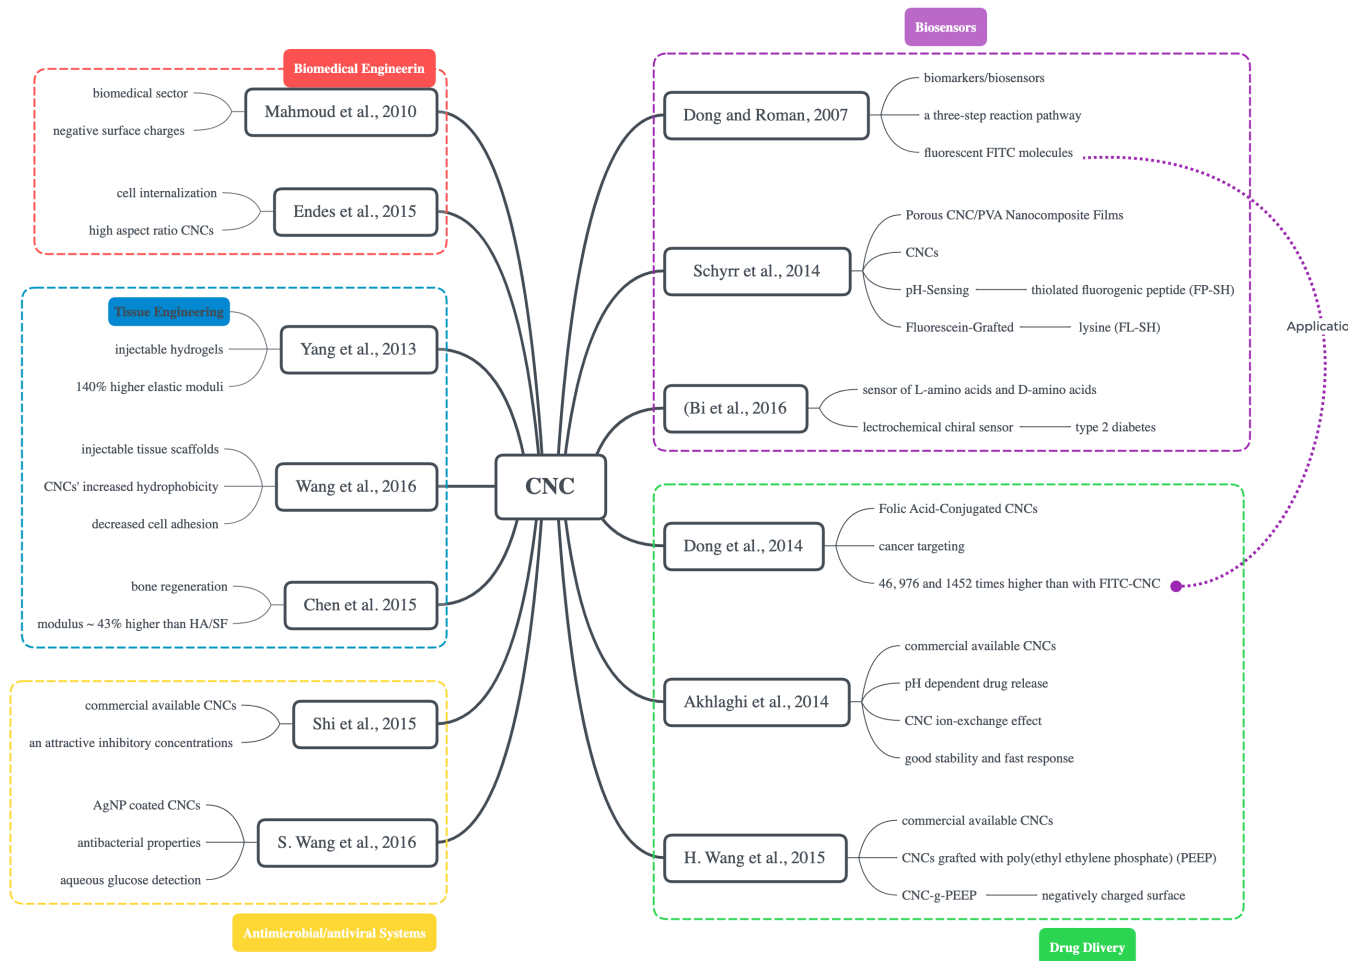 Biomedical Engineerin
Mahmoud et al., 2010
biomedical sector
negative surface charges
Endes et al., 2015
cell internalization
high aspect ratio CNCs
Tissue Engineering
Yang et al., 2013
injectable hydrogels
140% higher elastic moduli
Wang et al., 2016
injectable tissue scaffolds
CNCs' increased hydrophobicity
decreased cell adhesion
Chen et al. 2015
bone regeneration
modulus ~ 43% higher than HA/SF
Shi et al., 2015
commercial available CNCs
an attractive inhibitory concentrations
S. Wang et al., 2016
AgNP coated CNCs
antibacterial properties
aqueous glucose detection
Antimicrobial/antiviral Systems
CNC
Biosensors
Dong and Roman, 2007
biomarkers/biosensors
a three-step reaction pathway
fluorescent FITC molecules
Schyrr et al., 2014
Porous CNC/PVA Nanocomposite Films
CNCs
pH-Sensing
thiolated fluorogenic peptide (FP-SH)
Fluorescein-Grafted
lysine (FL-SH)
Applicatio
(Bi et al., 2016
sensor of L-amino acids and D-amino acids
lectrochemical chiral sensor
type 2 diabetes
Dong et al., 2014
Folic Acid-Conjugated CNCs
cancer targeting
46, 976 and 1452 times higher than with FITC-CNC
Akhlaghi et al., 2014
commercial available CNCs
pH dependent drug release
CNC ion-exchange effect
good stability and fast response
H. Wang et al., 2015
commercial available CNCs
CNCs grafted with poly(ethyl ethylene phosphate) (PEEP)
CNC-g-PEEP
negatively charged surface
Drug Dlivery